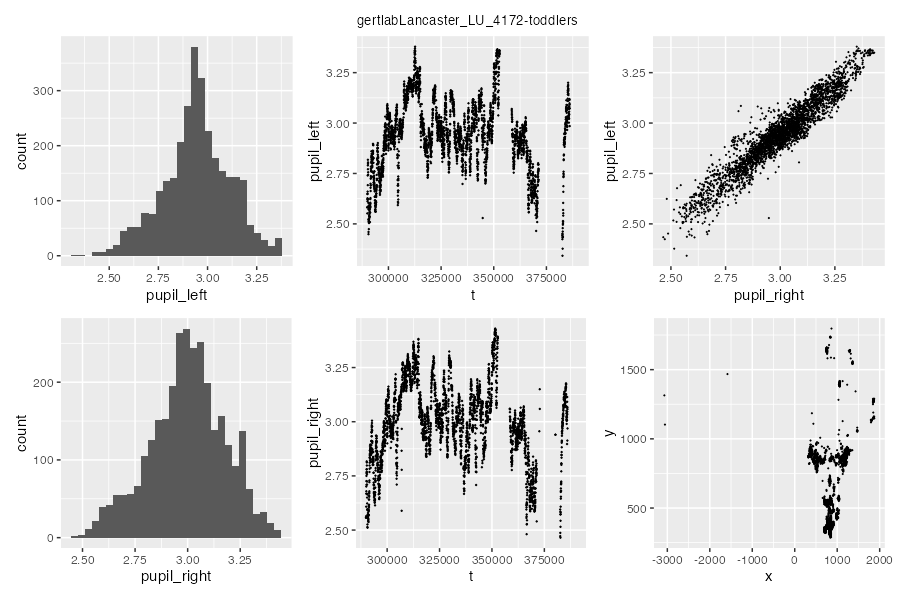 gertlabLancaster_LU_4172-toddlers
count
300
200
100
0
2.50 2.75 3.00 3.25
pupil_left
pupil_left
3.25
3.00
2.75
2.50
300000 325000 350000 375000
t
pupil_left
3.25
3.00
2.75
2.50
2.50 2.75 3.00 3.25
pupil_right
count
200
100
0
2.50 2.75 3.00 3.25
pupil_right
pupil_right
3.25
3.00
2.75
2.50
300000 325000 350000 375000
t
y
1500
1000
500
-3000 -2000 -1000 0 1000 2000
x